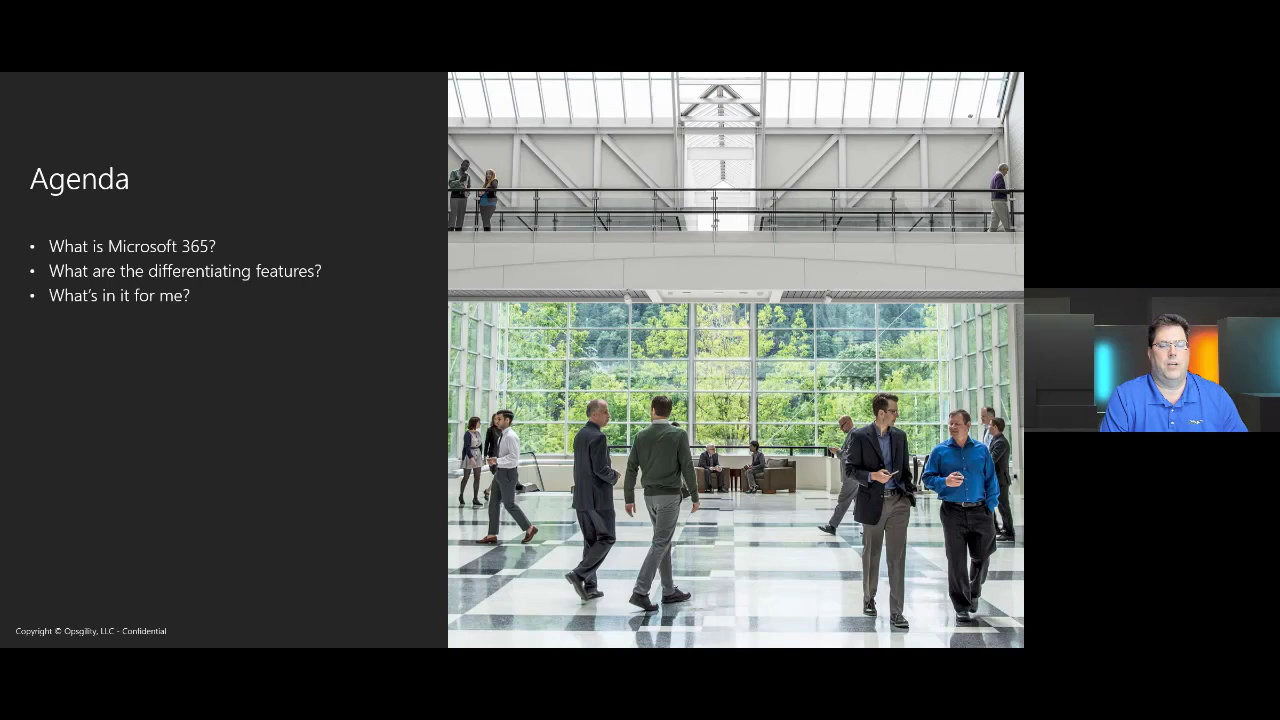 Agenda
• What is Microsoft 365?
• What are the differentiating features?
• What's in it for me?
Copyright © Opsgility, LLC - Confidential